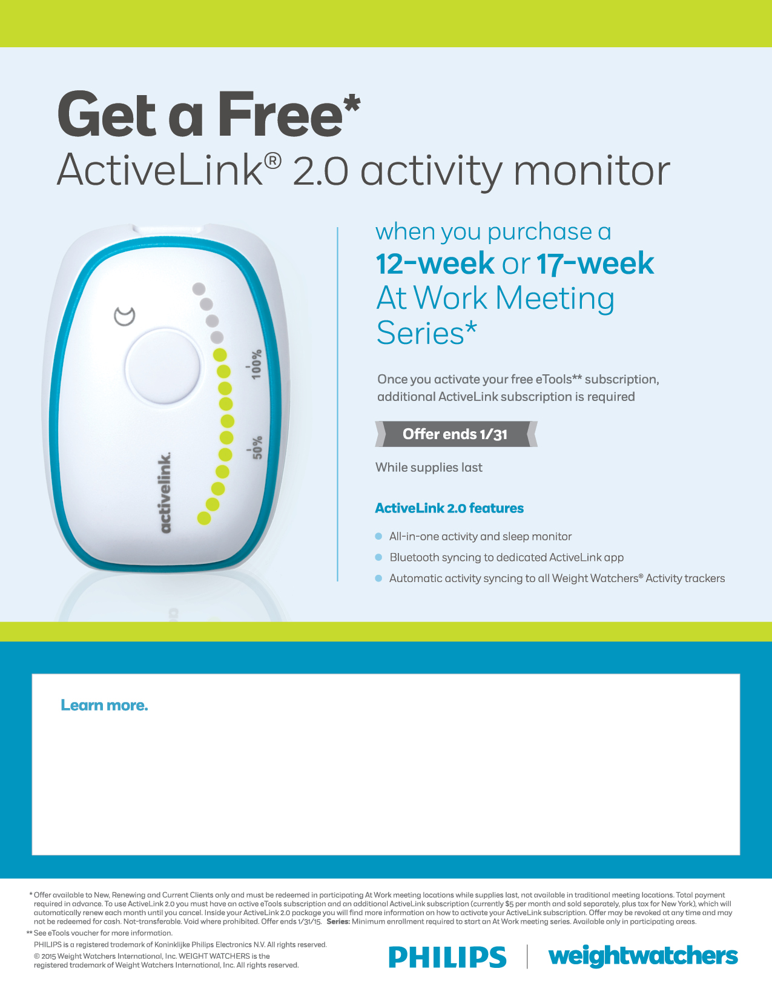 Get a Free*
ActiveLink® 2.0 activity monitor
when you purchase a
12-week or 17-week
At Work Meeting
Series*
Once you activate your free eTools** subscription,
additional ActiveLink subscription is required
Offer ends 1/31
While supplies last
ActiveLink 2.0 features
All-in-one activity and sleep monitor
Bluetooth syncing to dedicated ActiveLink app
Automatic activity syncing to all Weight Watchers® Activity trackers
100%
50%
activelink.
Learn more.
* Offer available to New, Renewing and Current Clients only and must be redeemed in participating At Work meeting locations while supplies last, not available in traditional meeting locations. Total payment
required in advance. To use ActiveLink 2.0 you must have an active eTools subscription and an additional ActiveLink subscription (currently $5 per month and sold separately, plus tax for New York), which will
automatically renew each month until you cancel. Inside your ActiveLink 2.0 package you will find more information on how to activate your ActiveLink subscription. Offer may be revoked at any time and may
not be redeemed for cash. Not-transferable. Void where prohibited. Offer ends 1/31/15. Series: Minimum enrollment required to start an At Work meeting series. Available only in participating areas.
** See eTools voucher for more information.
PHILIPS is a registered trademark of Koninklijke Philips Electronics N.V. All rights reserved.
© 2015 Weight Watchers International, Inc. WEIGHT WATCHERS is the
registered trademark of Weight Watchers International, Inc. All rights reserved.
PHILIPS
weightwatchers